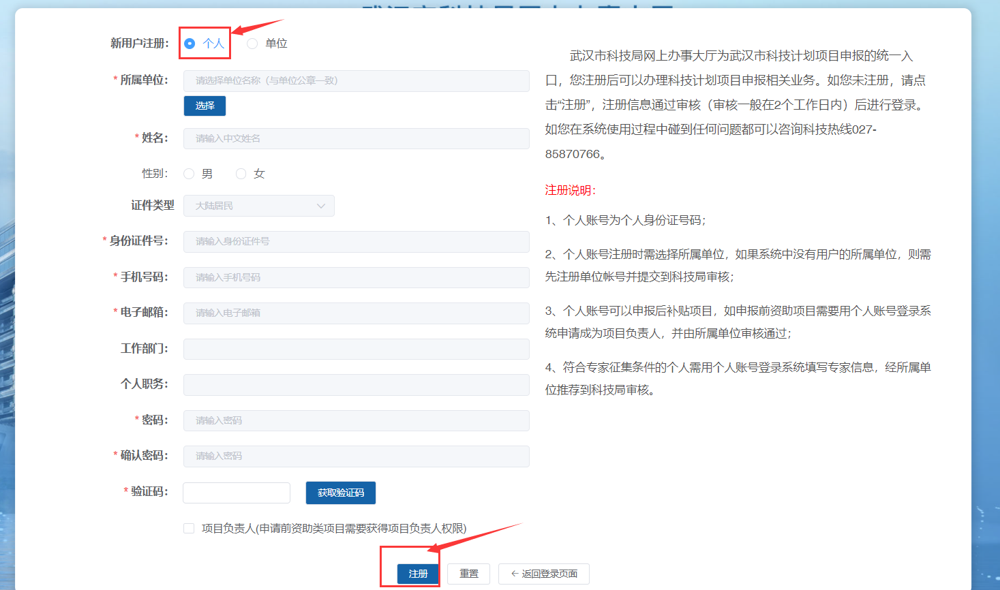 新用户注册：
个人
单位
* 所属单位：
请选择单位名称（与单位公章一致）
选择
* 姓名：
请输入中文姓名
性别：
男
女
证件类型
大陆居民
* 身份证件号：
请输入身份证件号
* 手机号码：
请输入手机号码
* 电子邮箱：
请输入电子邮箱
工作部门：
个人职务：
* 密码：
请输入密码
* 确认密码：
请输入密码
* 验证码：
获取验证码
项目负责人(申请前资助类项目需要获得项目负责人权限)
注册
重置
返回登录页面
武汉市科技局网上办事大厅为武汉市科技计划项目申报的统一入
口，您注册后可以办理科技计划项目申报相关业务。如您未注册，请点
击“注册”，注册信息通过审核（审核一般在2个工作日内）后进行登录。
如您在系统使用过程中碰到任何问题都可以咨询科技热线027-
85870766。
注册说明：
1、个人账号为个人身份证号码；
2、个人账号注册时需选择所属单位，如果系统中没有用户的所属单位，则需
先注册单位帐号并提交到科技局审核；
3、个人账号可以申报后补贴项目，如申报前资助项目需要用个人账号登录系
统申请成为项目负责人，并由所属单位审核通过；
4、符合专家征集条件的个人需用个人账号登录系统填写专家信息，经所属单
位推荐到科技局审核。